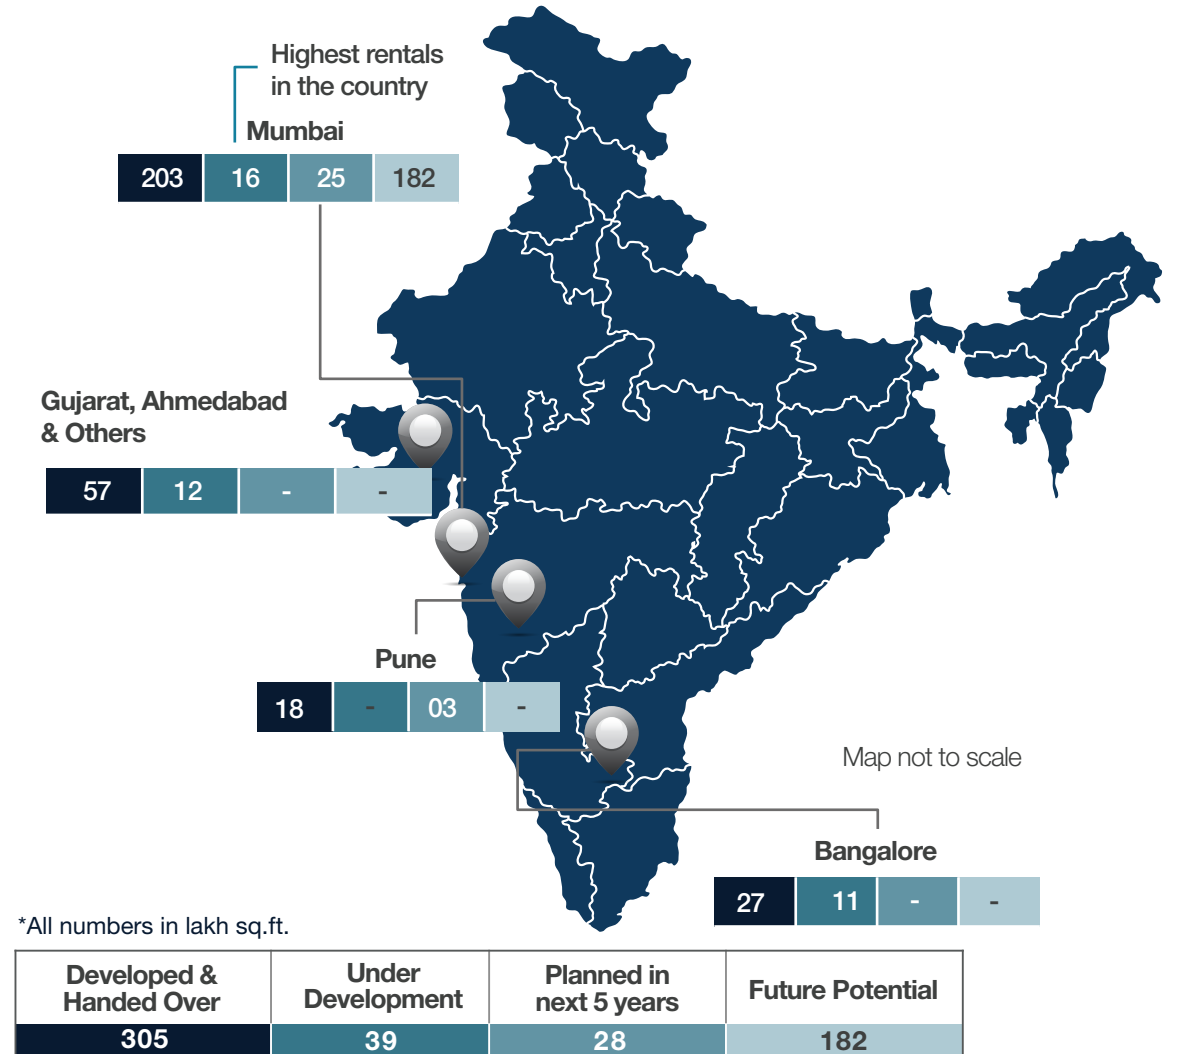 Highest rentals
in the country
Mumbai
203 16 25 182
Gujarat, Ahmedabad
& Others
57 12 - -
Pune
18 - 03 -
Map not to scale
Bangalore
27 11 - -
*All numbers in lakh sq.ft.
Developed &
Handed Over
Under
Development
Planned in
next 5 years
Future Potential
305 39 28 182